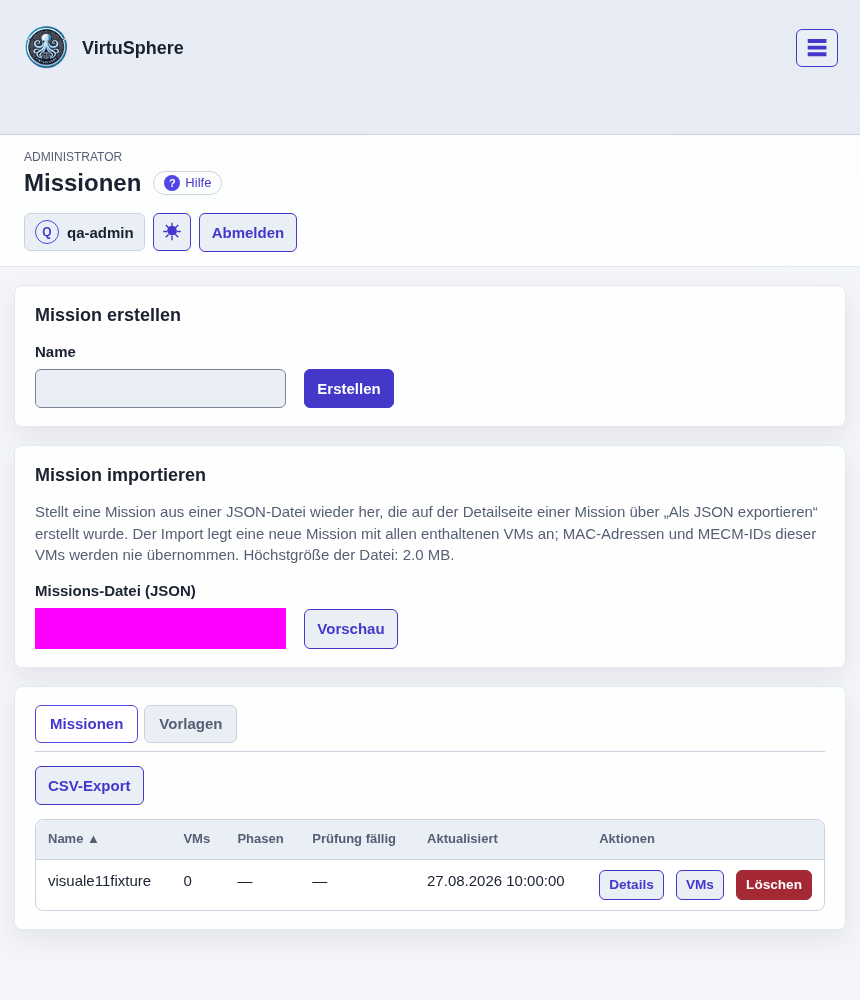 VirtuSphere
ADMINISTRATOR
Missionen
? Hilfe
Q qa-admin
Abmelden
Mission erstellen
Name
Erstellen
Mission importieren
Stellt eine Mission aus einer JSON-Datei wieder her, die auf der Detailseite einer Mission über „Als JSON exportieren“
erstellt wurde. Der Import legt eine neue Mission mit allen enthaltenen VMs an; MAC-Adressen und MECM-IDs dieser
VMs werden nie übernommen. Höchstgröße der Datei: 2.0 MB.
Missions-Datei (JSON)
Vorschau
Missionen Vorlagen
CSV-Export
Name ▲ VMs Phasen Prüfung fällig Aktualisiert Aktionen
visuale11fixture 0 — — 27.08.2026 10:00:00 Details VMs Löschen